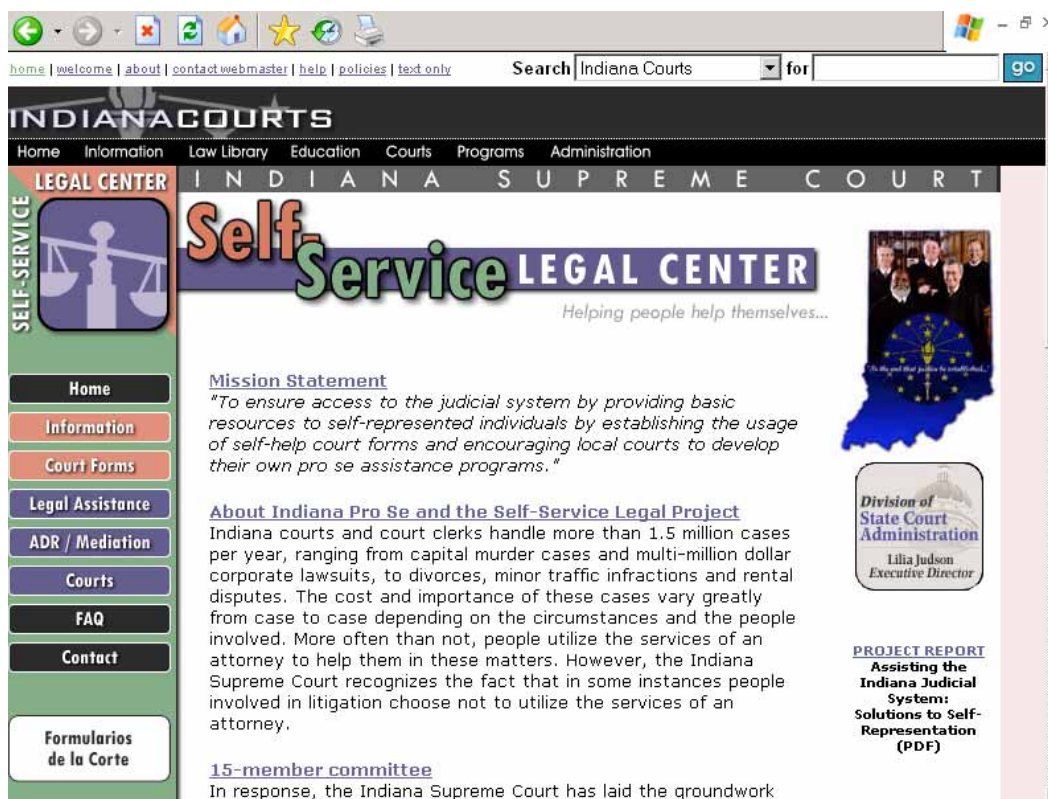 home | welcome | about | contact webmaster | help | policies | text only
Search Indiana Courts for go
INDIANA COURTS
Home Information Law Library Education Courts Programs Administration
LEGAL CENTER
SELF-SERVICE
INDIANA SUPREME COURT
Self-Service LEGAL CENTER
Helping people help themselves...
Home
Information
Court Forms
Legal Assistance
ADR / Mediation
Courts
FAQ
Contact
Formularios
de la Corte
Mission Statement
"To ensure access to the judicial system by providing basic
resources to self-represented individuals by establishing the usage
of self-help court forms and encouraging local courts to develop
their own pro se assistance programs."
About Indiana Pro Se and the Self-Service Legal Project
Indiana courts and court clerks handle more than 1.5 million cases
per year, ranging from capital murder cases and multi-million dollar
corporate lawsuits, to divorces, minor traffic infractions and rental
disputes. The cost and importance of these cases vary greatly
from case to case depending on the circumstances and the people
involved. More often than not, people utilize the services of an
attorney to help them in these matters. However, the Indiana
Supreme Court recognizes the fact that in some instances people
involved in litigation choose not to utilize the services of an
attorney.
15-member committee
In response, the Indiana Supreme Court has laid the groundwork
"To the end that justice be established..."
Division of
State Court
Administration
Lilia Judson
Executive Director
PROJECT REPORT
Assisting the
Indiana Judicial
System:
Solutions to Self-
Representation
(PDF)